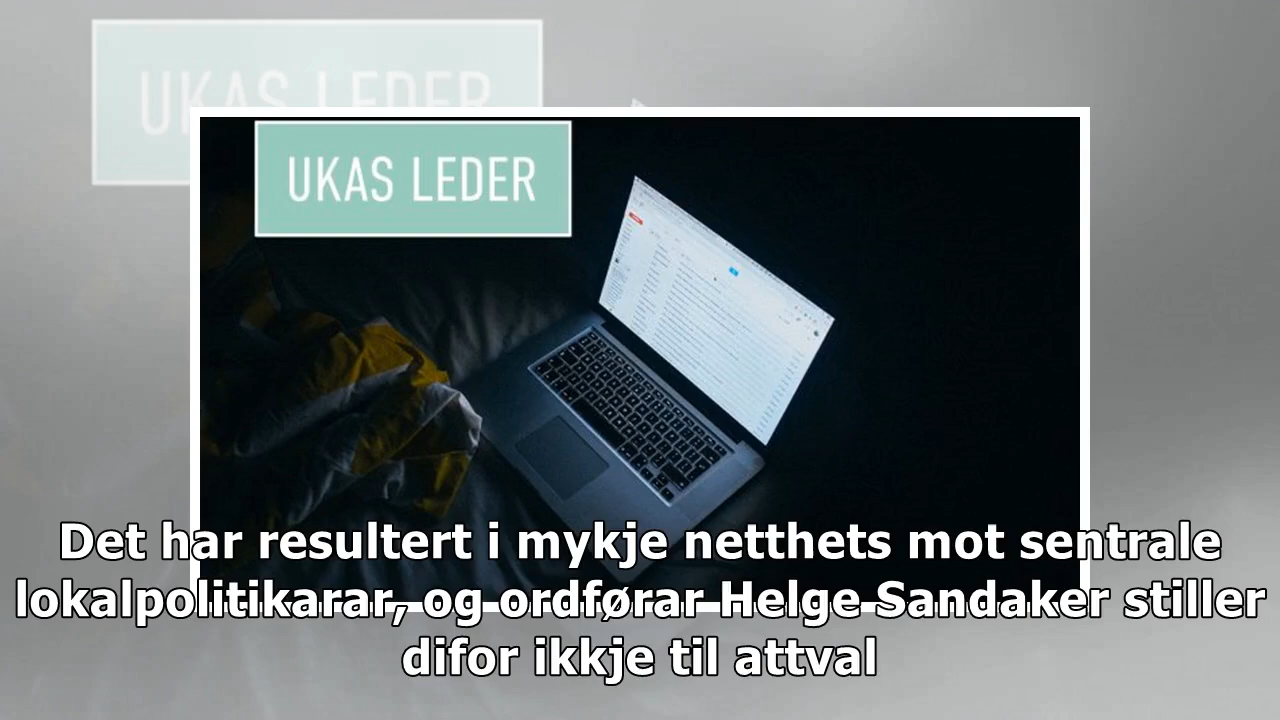 UKAS LEDER
UKAS LEDER
Det har resultert i mykje netthets mot sentrale
lokalpolitikarar, og ordførar Helge Sandaker stiller
difor ikkje til attval